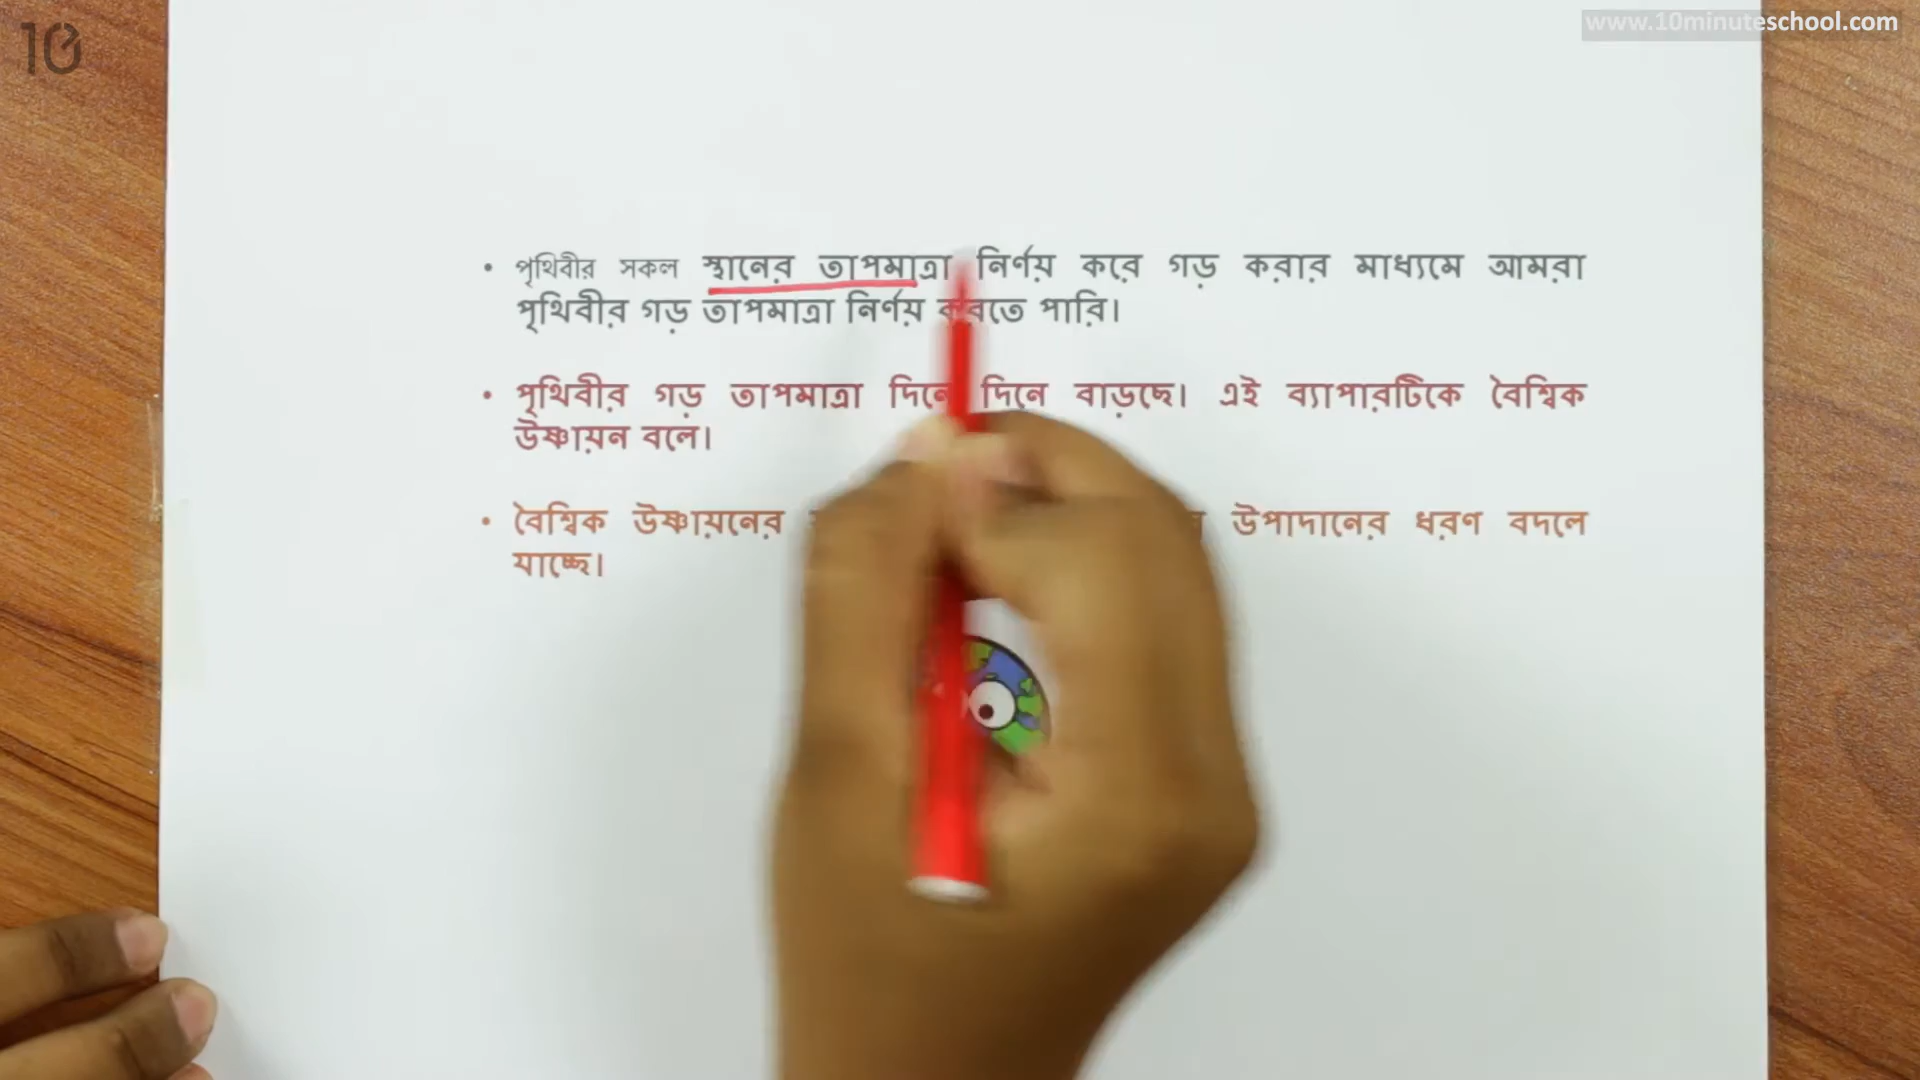 10
www.10minuteschool.com
• পৃথিবীর সকল স্থানের তাপমাত্রা নির্ণয় করে গড় করার মাধ্যমে আমরা
পৃথিবীর গড় তাপমাত্রা নির্ণয় করতে পারি।
• পৃথিবীর গড় তাপমাত্রা দিনে দিনে বাড়ছে। এই ব্যাপারটিকে বৈশ্বিক
উষ্ণায়ন বলে।
• বৈশ্বিক উষ্ণায়নের উপাদানের ধরণ বদলে
যাচ্ছে।